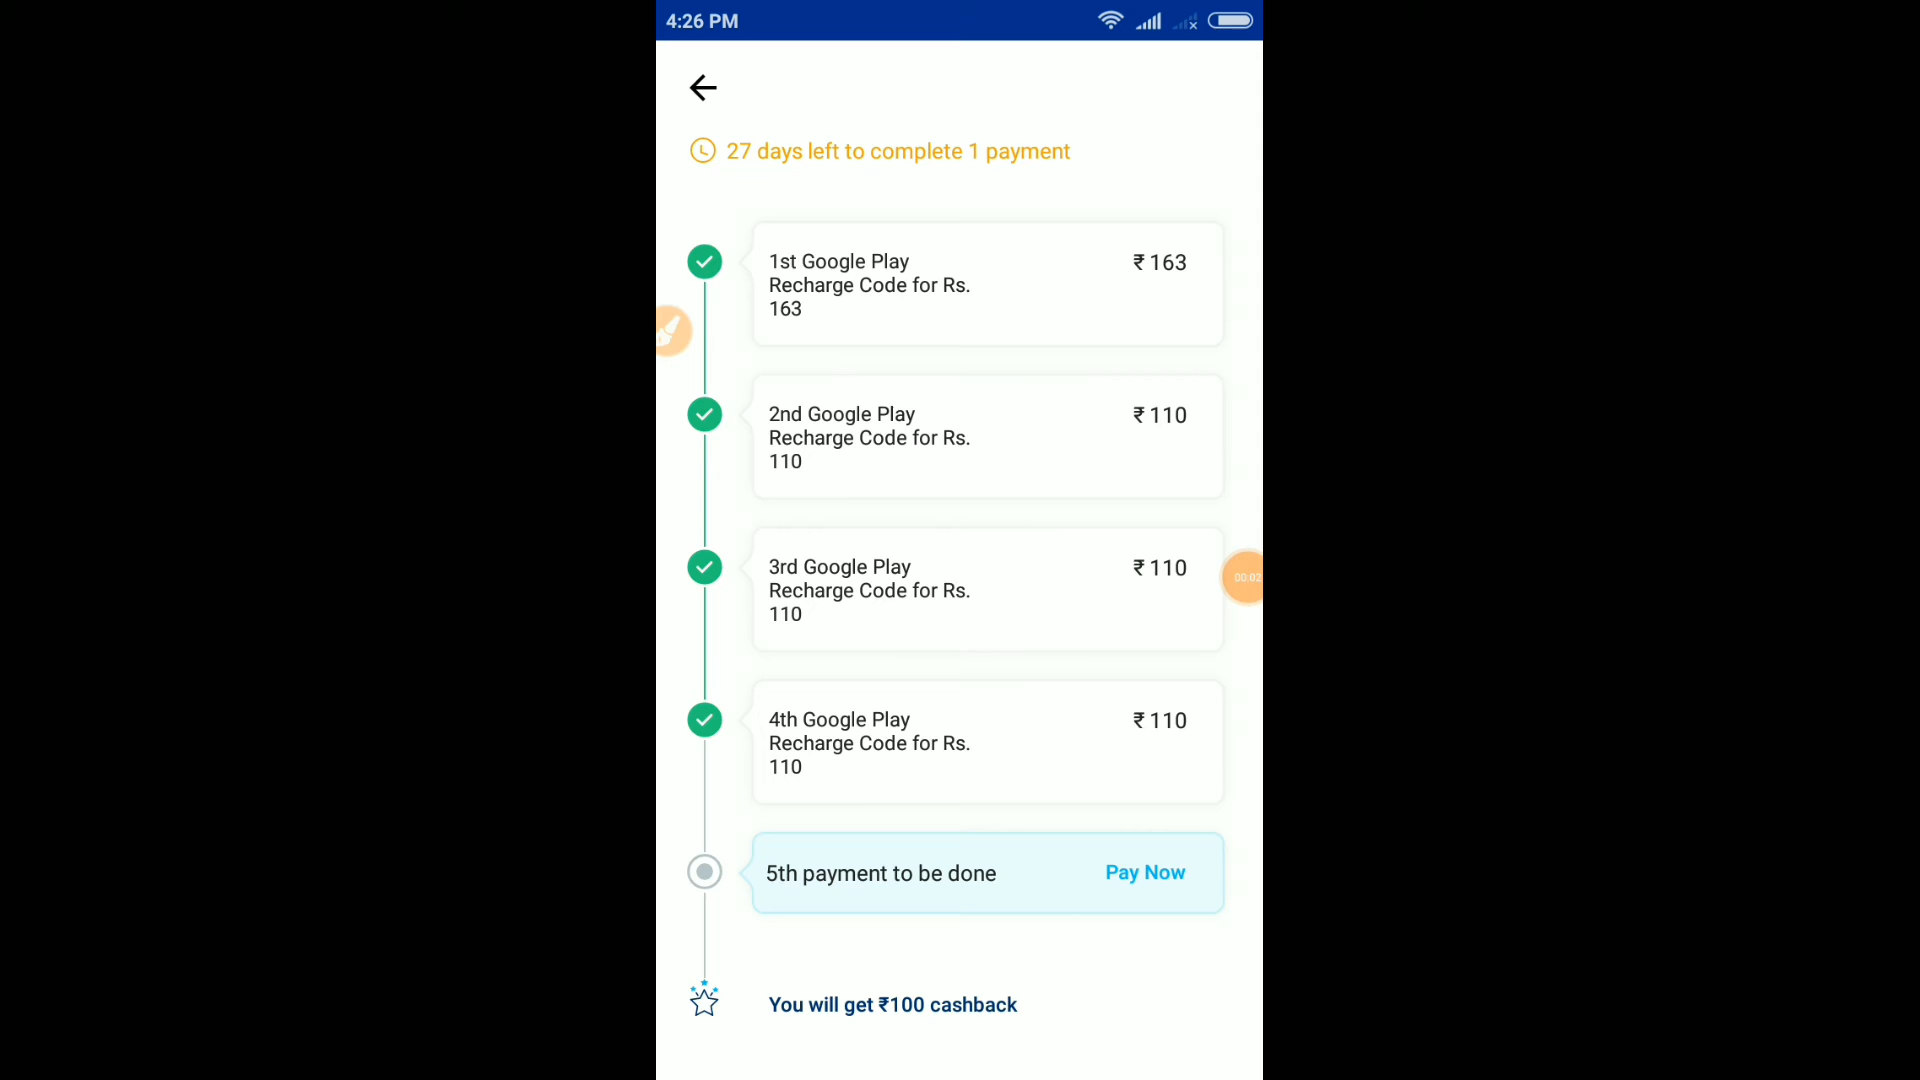 4:26 PM
27 days left to complete 1 payment
1st Google Play ₹ 163
Recharge Code for Rs.
163
2nd Google Play ₹ 110
Recharge Code for Rs.
110
3rd Google Play ₹ 110
Recharge Code for Rs.
110
00:02
4th Google Play ₹ 110
Recharge Code for Rs.
110
5th payment to be done Pay Now
You will get ₹100 cashback